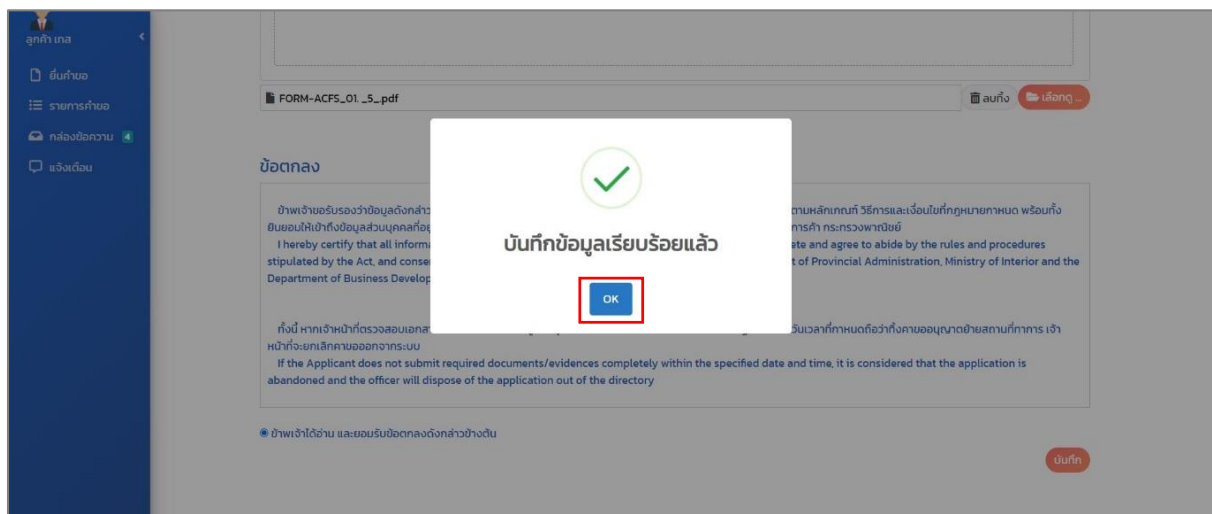 ลูกค้า เทส
ยื่นคำขอ
รายการคำขอ
กล่องข้อความ 4
แจ้งเตือน
FORM-ACFS_01. _5_.pdf
ลบทิ้ง
เลือกดู ...
ข้อตกลง
ข้าพเจ้าขอรับรองว่าข้อมูลดังกล่าว ตามหลักเกณฑ์ วิธีการและเงื่อนไขที่กฎหมายกำหนด พร้อมทั้ง
ยินยอมให้เข้าถึงข้อมูลส่วนบุคคลที่อยู่ การค้า กระทรวงพาณิชย์
I hereby certify that all informa ete and agree to abide by the rules and procedures
stipulated by the Act, and conse t of Provincial Administration, Ministry of Interior and the
Department of Business Develop
บันทึกข้อมูลเรียบร้อยแล้ว
OK
ทั้งนี้ หากเจ้าหน้าที่ตรวจสอบเอกสา วันเวลาที่กำหนดถือว่าทิ้งคำขออนุญาตย้ายสถานที่ทำการ เจ้า
หน้าที่จะยกเลิกคำขอออกจากระบบ
If the Applicant does not submit required documents/evidences completely within the specified date and time, it is considered that the application is
abandoned and the officer will dispose of the application out of the directory
ข้าพเจ้าได้อ่าน และยอมรับข้อตกลงดังกล่าวข้างต้น
บันทึก